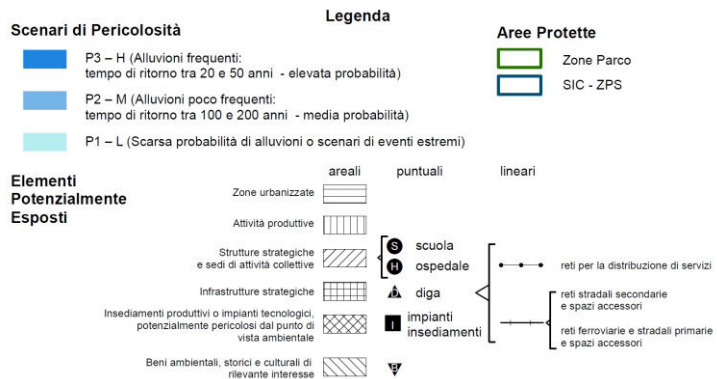 Legenda
Scenari di Pericolosità
P3 – H (Alluvioni frequenti:
tempo di ritorno tra 20 e 50 anni - elevata probabilità)
P2 – M (Alluvioni poco frequenti:
tempo di ritorno tra 100 e 200 anni - media probabilità)
P1 – L (Scarsa probabilità di alluvioni o scenari di eventi estremi)
Aree Protette
Zone Parco
SIC - ZPS
Elementi
Potenzialmente
Esposti
areali
puntuali
lineari
Zone urbanizzate
Attività produttive
Strutture strategiche
e sedi di attività collettive
Infrastrutture strategiche
Insediamenti produttivi o impianti tecnologici,
potenzialmente pericolosi dal punto di
vista ambientale
Beni ambientali, storici e culturali di
rilevante interesse
S scuola
H ospedale
D diga
I impianti
insediamenti
B
reti per la distribuzione di servizi
reti stradali secondarie
e spazi accessori
reti ferroviarie e stradali primarie
e spazi accessori